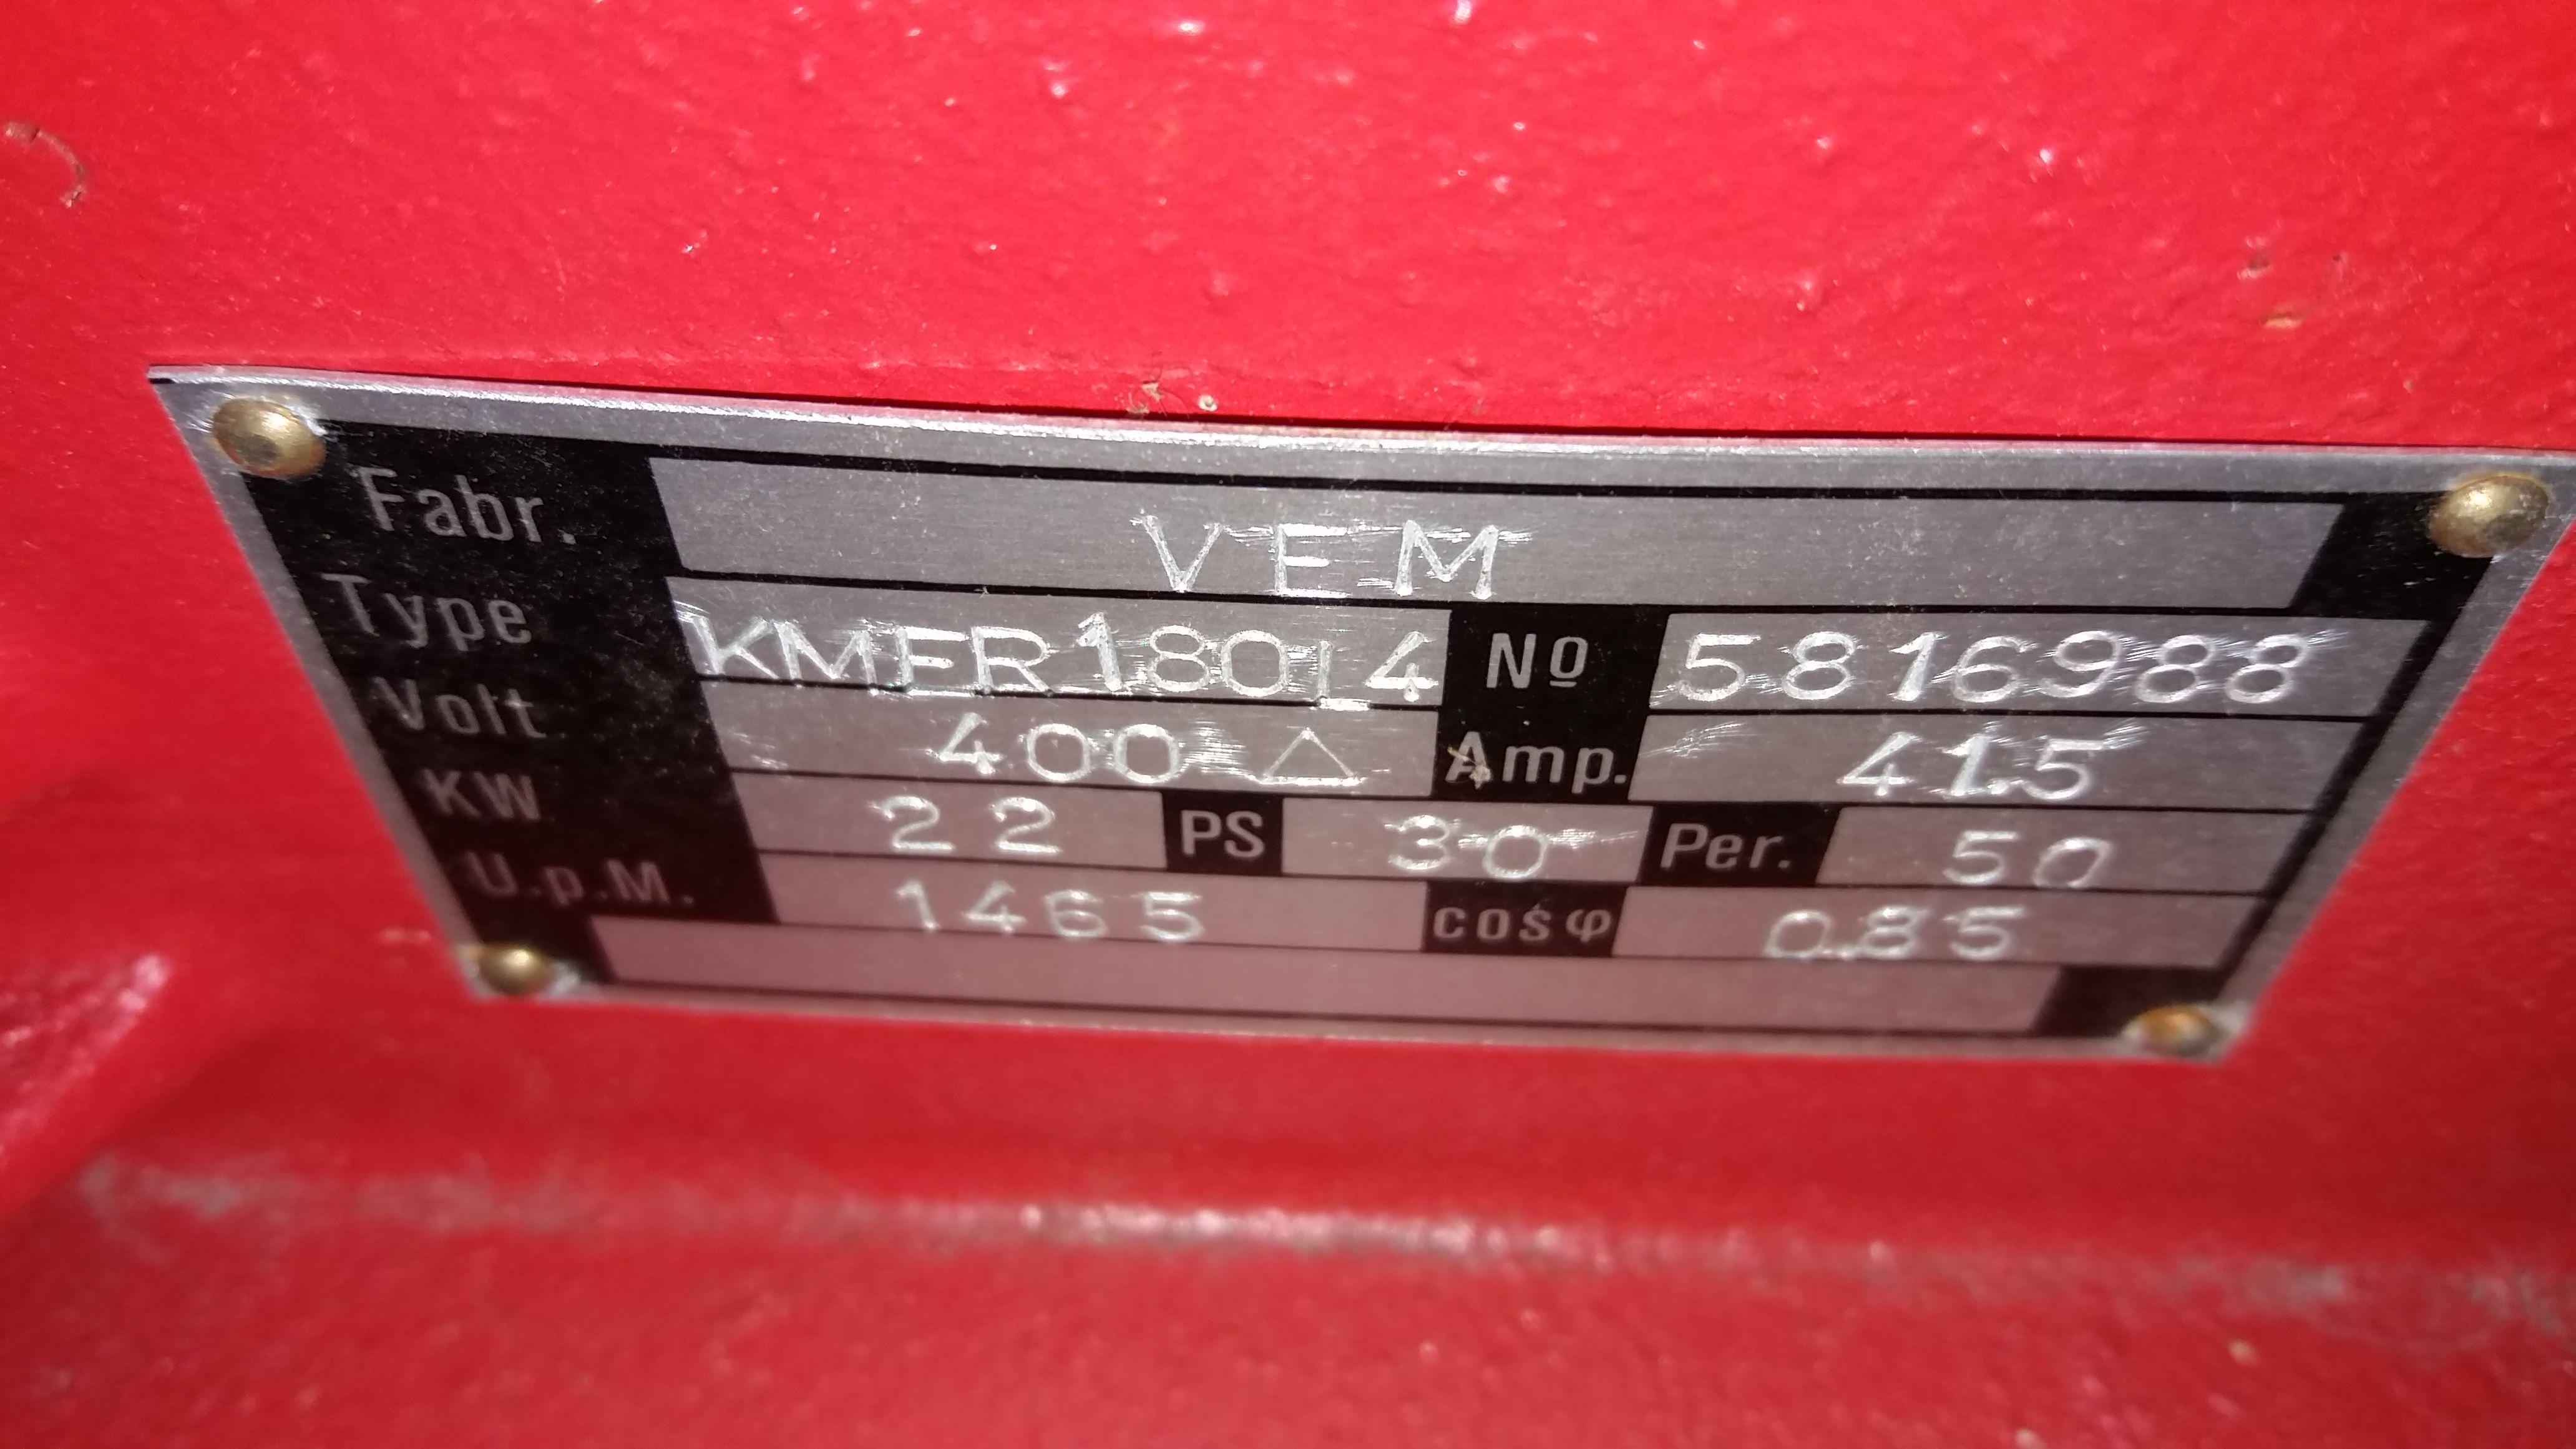 Fabr. VEM
Type KMER180L4 Nº 5816988
Volt 400 △ Amp. 41.5
KW 22 PS 30 Per. 50
U.p.M. 1465 cosφ 0.85